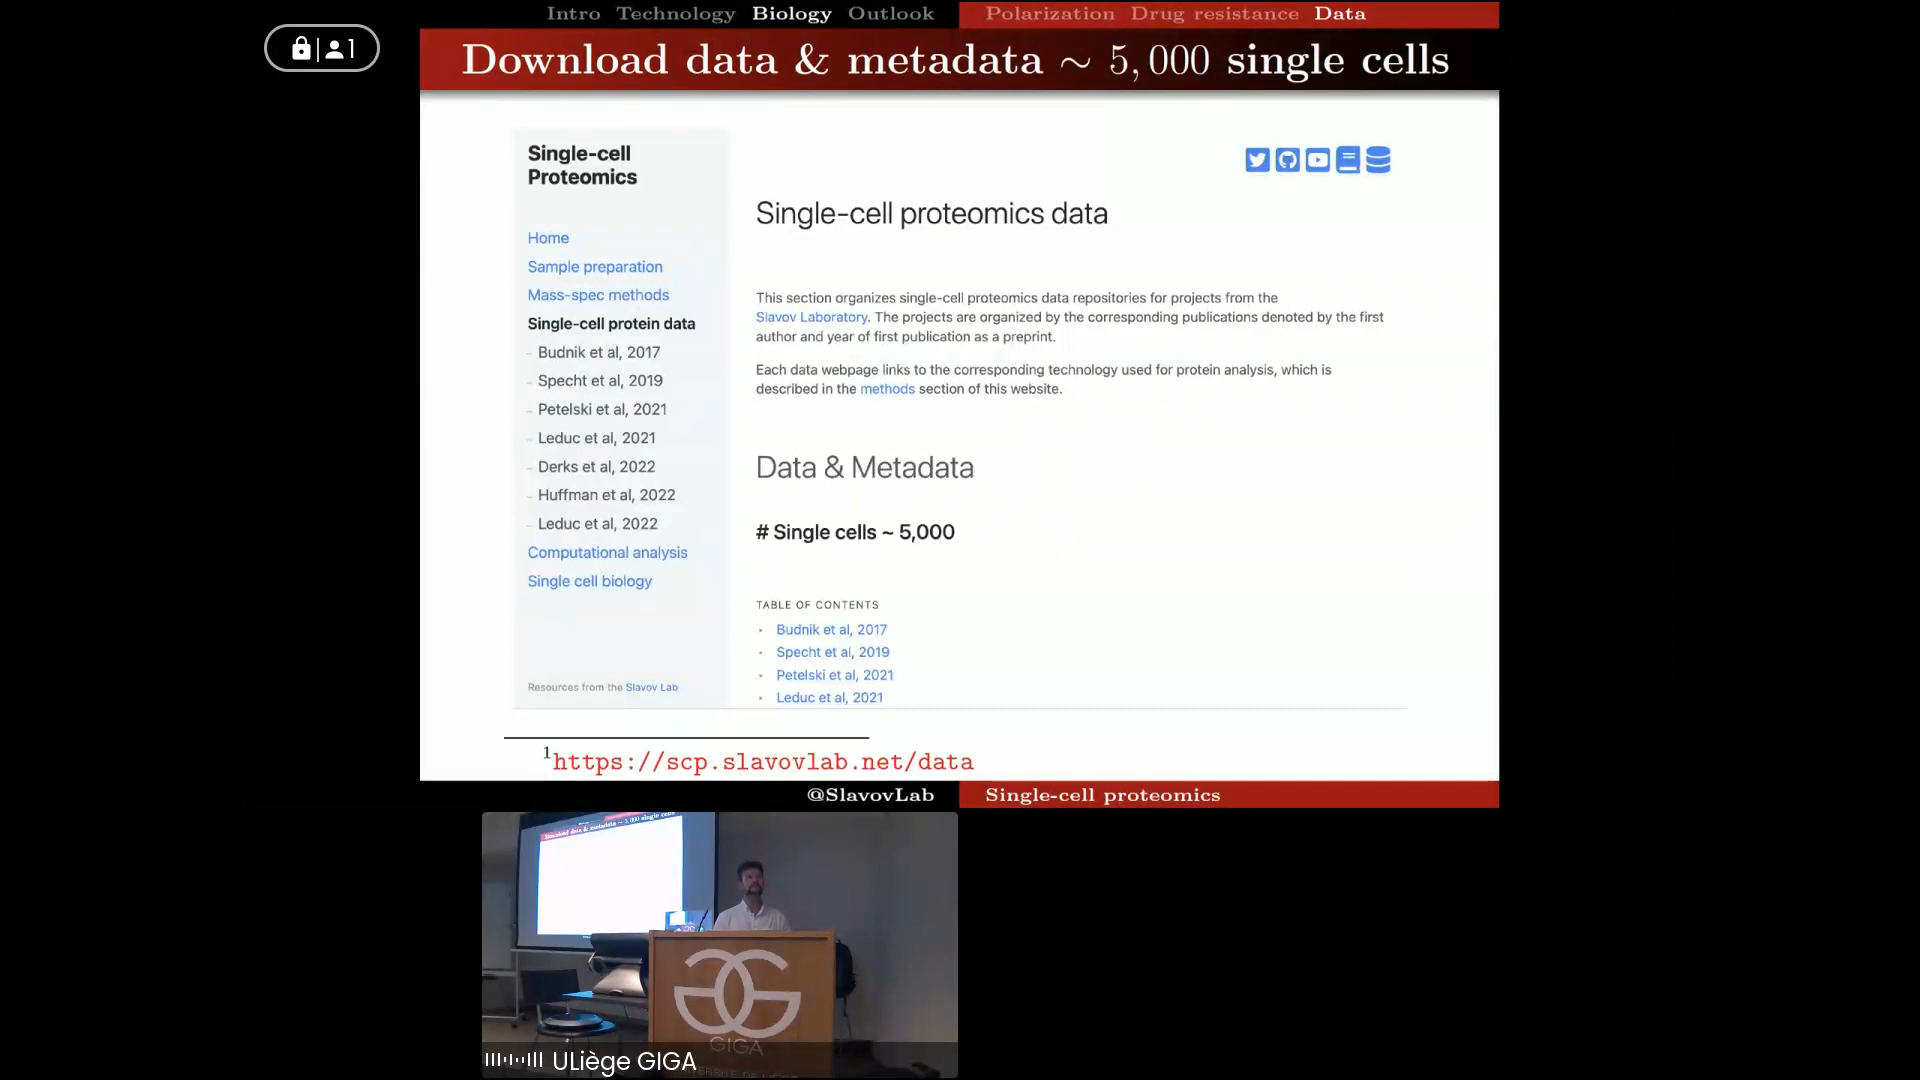 Intro Technology Biology Outlook Polarization Drug resistance Data
1
Download data & metadata ~ 5,000 single cells
Single-cell
Proteomics
Home
Sample preparation
Mass-spec methods
Single-cell protein data
- Budnik et al, 2017
- Specht et al, 2019
- Petelski et al, 2021
- Leduc et al, 2021
- Derks et al, 2022
- Huffman et al, 2022
- Leduc et al, 2022
Computational analysis
Single cell biology
Resources from the Slavov Lab
Single-cell proteomics data
This section organizes single-cell proteomics data repositories for projects from the
Slavov Laboratory. The projects are organized by the corresponding publications denoted by the first
author and year of first publication as a preprint.
Each data webpage links to the corresponding technology used for protein analysis, which is
described in the methods section of this website.
Data & Metadata
# Single cells ~ 5,000
TABLE OF CONTENTS
• Budnik et al, 2017
• Specht et al, 2019
• Petelski et al, 2021
• Leduc et al, 2021
1https://scp.slavovlab.net/data
@SlavovLab Single-cell proteomics
Download data & metadata ~ 5,000 single cells
GIGA
ULiège GIGA